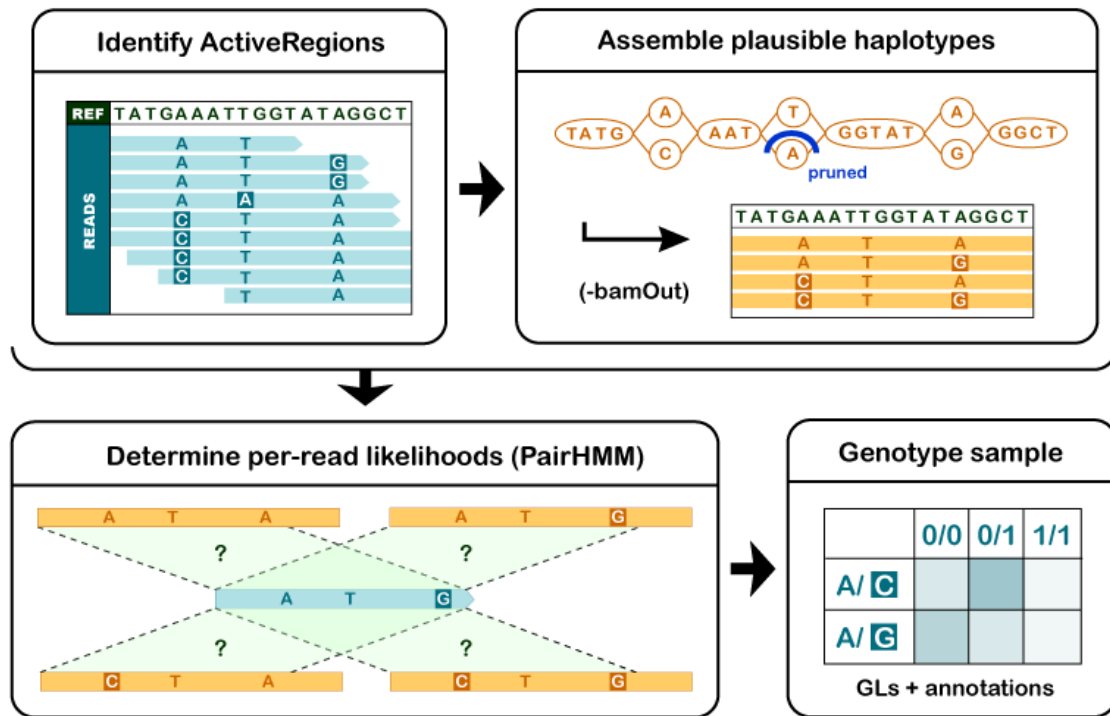 Identify ActiveRegions
REF TATGAAATTGGTATAGGCT
READS
A T
A T G
A T G
A A A
C T A
C T A
C T A
C T A
T A
Assemble plausible haplotypes
A T A
TATG AAT GGTAT GGCT
C A G
pruned
(-bamOut)
TATGAAATTGGTATAGGCT
A T A
A T G
C T A
C T G
Determine per-read likelihoods (PairHMM)
A T A A T G
? ?
A T G
? ?
C T A C T G
Genotype sample
0/0 0/1 1/1
A/ C
A/ G
GLs + annotations